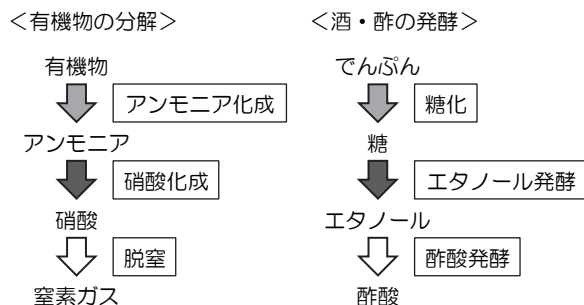 ＜有機物の分解＞
有機物
アンモニア化成
アンモニア
硝酸化成
硝酸
脱窒
窒素ガス
＜酒・酢の発酵＞
でんぷん
糖化
糖
エタノール発酵
エタノール
酢酸発酵
酢酸